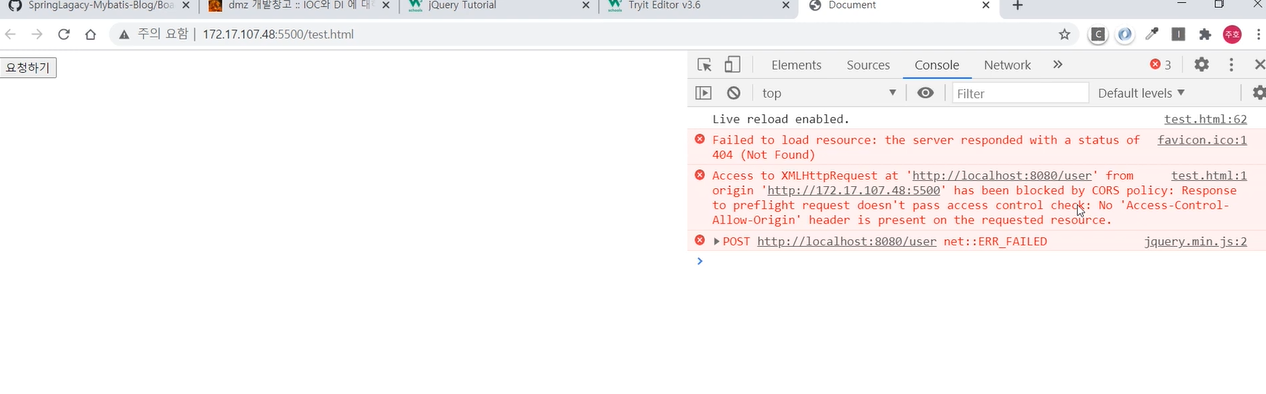 SpringLagacy-Mybatis-Blog/Boa
dmz 개발창고 :: IOC와 DI 에 대
jQuery Tutorial
Tryit Editor v3.6
Document
주의 요함
172.17.107.48:5500/test.html
주호
요청하기
Elements
Sources
Console
Network
3
top
Filter
Default levels
Live reload enabled.
test.html:62
Failed to load resource: the server responded with a status of
favicon.ico:1
404 (Not Found)
Access to XMLHttpRequest at 'http://localhost:8080/user' from
test.html:1
origin 'http://172.17.107.48:5500' has been blocked by CORS policy: Response
to preflight request doesn't pass access control check: No 'Access-Control-
Allow-Origin' header is present on the requested resource.
POST http://localhost:8080/user net::ERR_FAILED
jquery.min.js:2